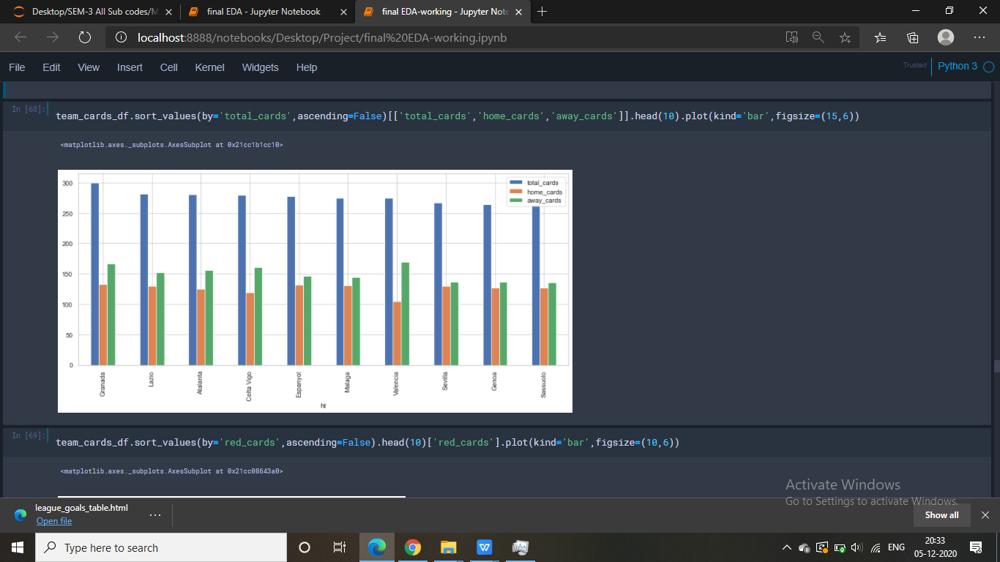 Desktop/SEM-3 All Sub codes/M
final EDA - Jupyter Notebook
final EDA-working - Jupyter Note
localhost:8888/notebooks/Desktop/Project/final%20EDA-working.ipynb
File Edit View Insert Cell Kernel Widgets Help
Trusted
Python 3
In [68]:
team_cards_df.sort_values(by='total_cards',ascending=False)[['total_cards','home_cards','away_cards']].head(10).plot(kind='bar',figsize=(15,6))
<matplotlib.axes._subplots.AxesSubplot at 0x21cc1b1cc10>
total_cards
home_cards
away_cards
300
250
200
150
100
50
0
Granada
Lazio
Atalanta
Celta Vigo
Espanyol
Malaga
Valencia
Sevilla
Genoa
Sassuolo
ht
In [69]:
team_cards_df.sort_values(by='red_cards',ascending=False).head(10)['red_cards'].plot(kind='bar',figsize=(10,6))
<matplotlib.axes._subplots.AxesSubplot at 0x21cc08643a0>
Activate Windows
Go to Settings to activate Windows.
league_goals_table.html
Open file
Show all
Type here to search
ENG
20:33
05-12-2020